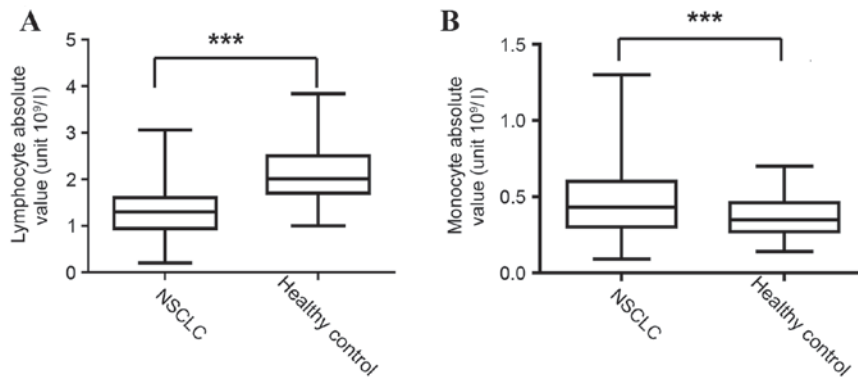 A
***
Lymphocyte absolute
value (unit 10⁹/l)
5
4
3
2
1
0
NSCLC
Healthy control
B
***
Monocyte absolute
value (unit 10⁹/l)
1.5
1.0
0.5
0.0
NSCLC
Healthy control